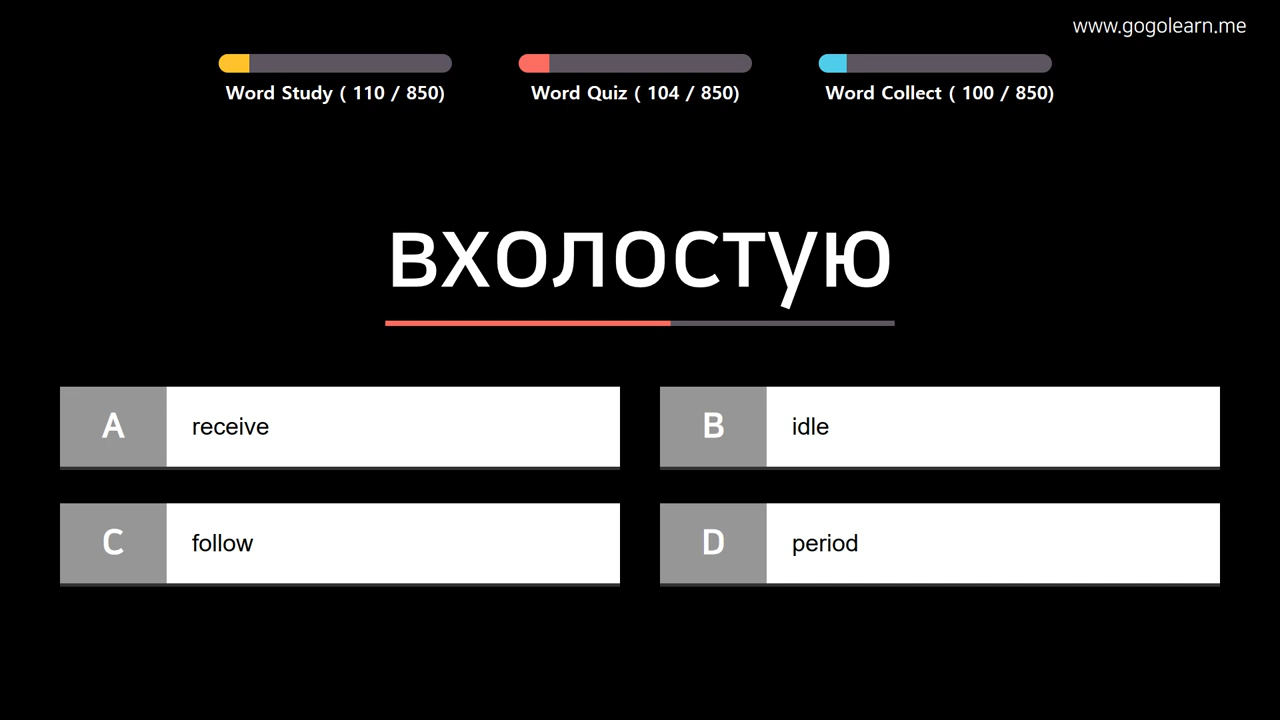 www.gogolearn.me
Word Study ( 110 / 850)
Word Quiz ( 104 / 850)
Word Collect ( 100 / 850)
вхолостую
A receive
B idle
C follow
D period